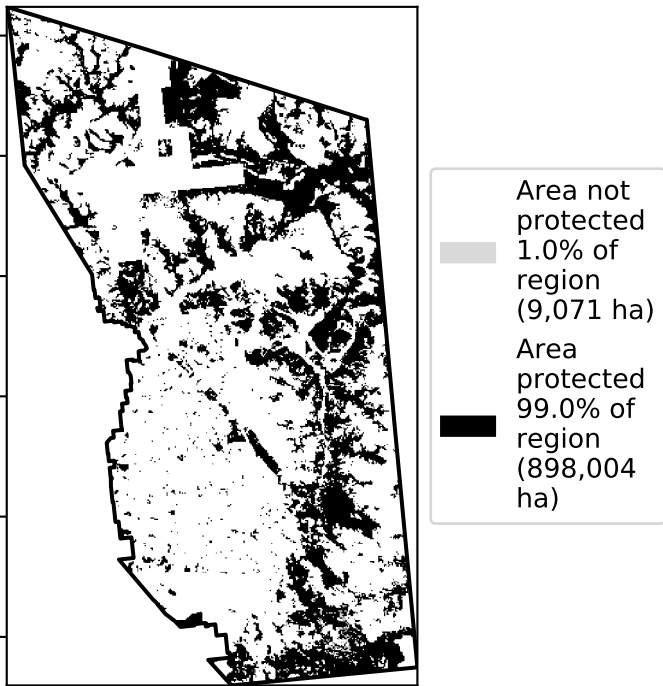 Area not
protected
1.0% of
region
(9,071 ha)
Area
protected
99.0% of
region
(898,004
ha)